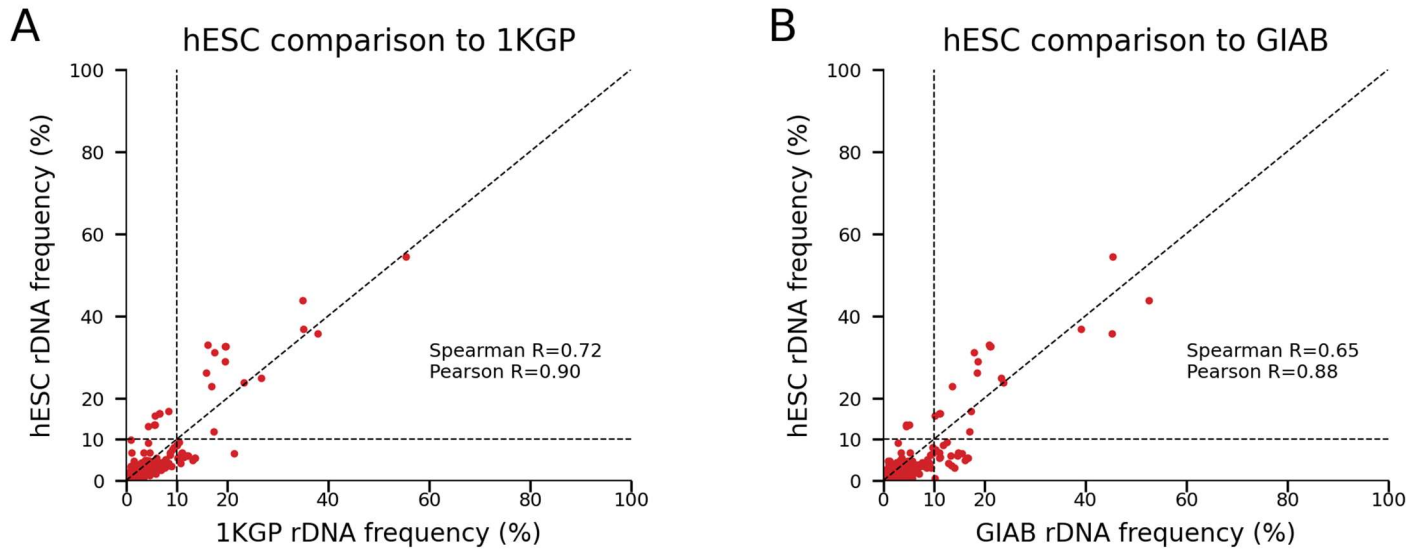 A
hESC comparison to 1KGP
hESC rDNA frequency (%)
100
80
60
40
20
10
0
Spearman R=0.72
Pearson R=0.90
0
10
20
40
60
80
100
1KGP rDNA frequency (%)
B
hESC comparison to GIAB
hESC rDNA frequency (%)
100
80
60
40
20
10
0
Spearman R=0.65
Pearson R=0.88
0
10
20
40
60
80
100
GIAB rDNA frequency (%)